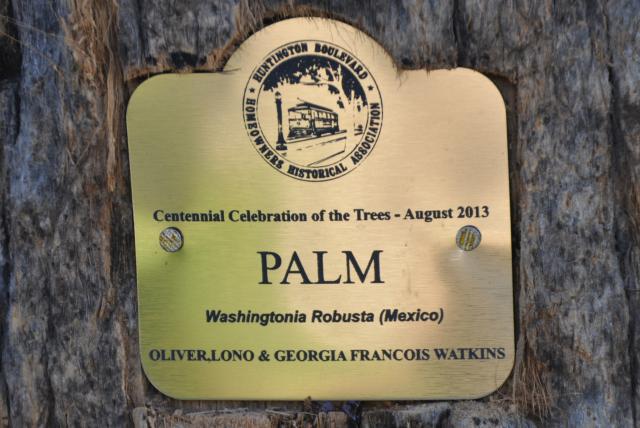 HUNTINGTON BOULEVARD
HOMEOWNERS HISTORICAL ASSOCIATION
Centennial Celebration of the Trees - August 2013
PALM
Washingtonia Robusta (Mexico)
OLIVER,LONO & GEORGIA FRANCOIS WATKINS